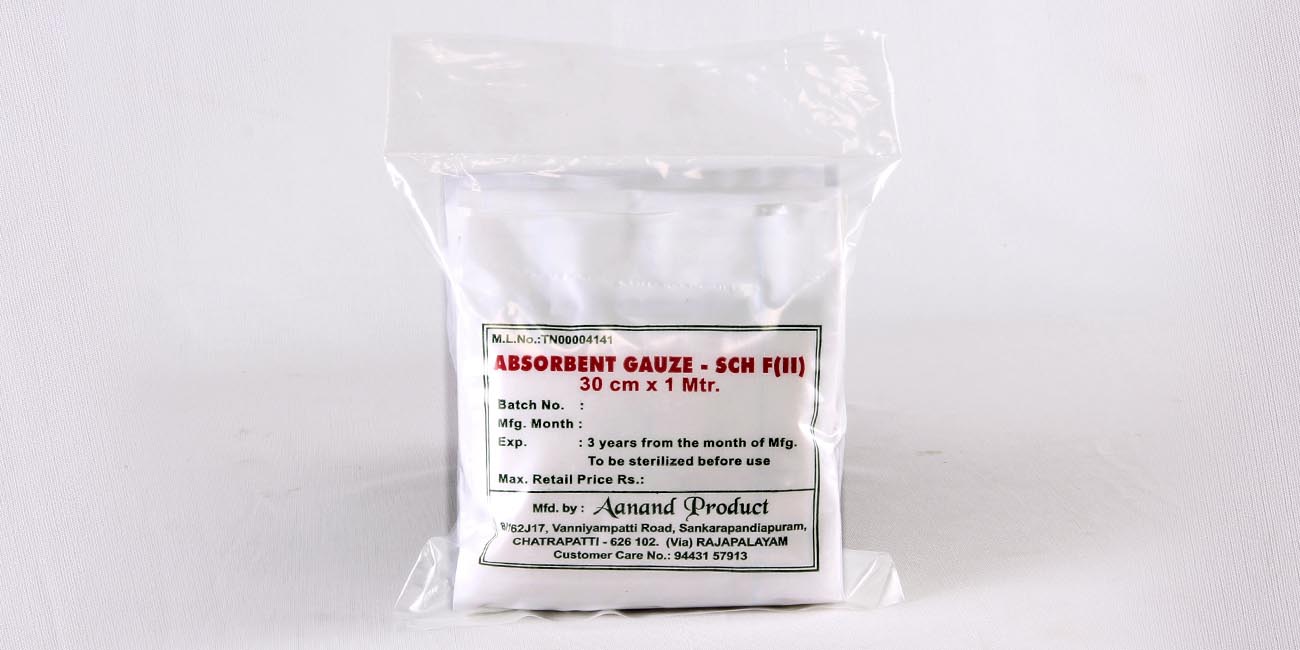 M.L.No.:TN00004141
ABSORBENT GAUZE - SCH F(II)
30 cm x 1 Mtr.
Batch No. :
Mfg. Month :
Exp. : 3 years from the month of Mfg.
To be sterilized before use
Max. Retail Price Rs.:
Mfd. by : Aanand Product
8/62J17, Vanniyampatti Road, Sankarapandiapuram,
CHATRAPATTI - 626 102. (Via) RAJAPALAYAM
Customer Care No.: 94431 57913